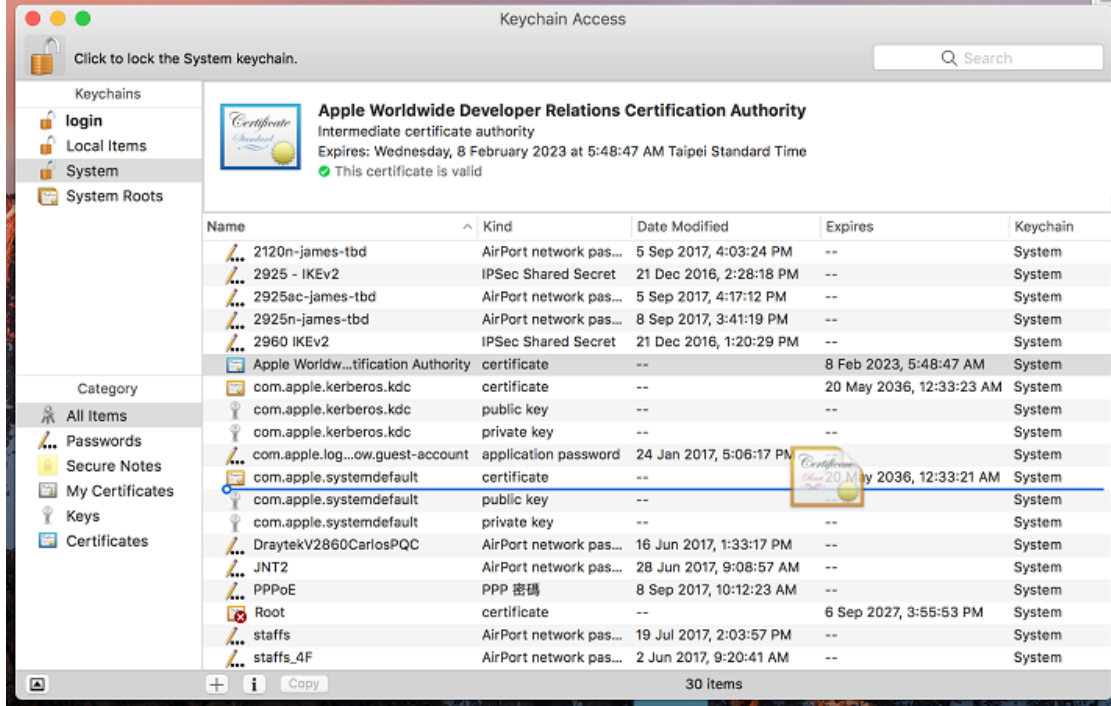 Keychain Access
Click to lock the System keychain.
Search
Keychains
login
Local Items
System
System Roots
Certificate
Standard
Apple Worldwide Developer Relations Certification Authority
Intermediate certificate authority
Expires: Wednesday, 8 February 2023 at 5:48:47 AM Taipei Standard Time
This certificate is valid
Name Kind Date Modified Expires Keychain
2120n-james-tbd AirPort network pas... 5 Sep 2017, 4:03:24 PM -- System
2925 - IKEv2 IPSec Shared Secret 21 Dec 2016, 2:28:18 PM -- System
2925ac-james-tbd AirPort network pas... 5 Sep 2017, 4:17:12 PM -- System
2925n-james-tbd AirPort network pas... 8 Sep 2017, 3:41:19 PM -- System
2960 IKEv2 IPSec Shared Secret 21 Dec 2016, 1:20:29 PM -- System
Apple Worldw...tification Authority certificate -- 8 Feb 2023, 5:48:47 AM System
com.apple.kerberos.kdc certificate -- 20 May 2036, 12:33:23 AM System
com.apple.kerberos.kdc public key -- -- System
com.apple.kerberos.kdc private key -- -- System
com.apple.log...ow.guest-account application password 24 Jan 2017, 5:06:17 PM System
Certificate
Root
com.apple.systemdefault certificate -- 20 May 2036, 12:33:21 AM System
com.apple.systemdefault public key -- -- System
com.apple.systemdefault private key -- -- System
DraytekV2860CarlosPQC AirPort network pas... 16 Jun 2017, 1:33:17 PM -- System
JNT2 AirPort network pas... 28 Jun 2017, 9:08:57 AM -- System
PPPoE PPP 密碼 8 Sep 2017, 10:12:23 AM -- System
Root certificate -- 6 Sep 2027, 3:55:53 PM System
staffs AirPort network pas... 19 Jul 2017, 2:03:57 PM -- System
staffs_4F AirPort network pas... 2 Jun 2017, 9:20:41 AM -- System
Category
All Items
Passwords
Secure Notes
My Certificates
Keys
Certificates
Copy
30 items